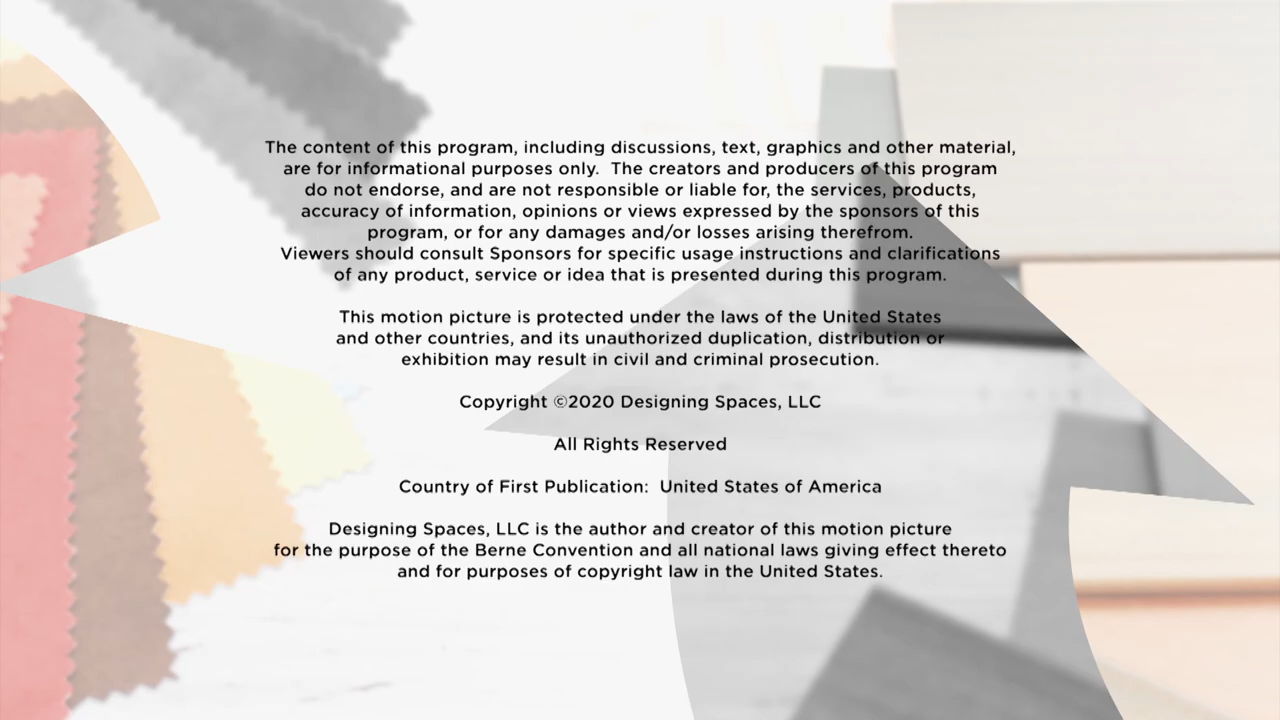 The content of this program, including discussions, text, graphics and other material,
are for informational purposes only.  The creators and producers of this program
do not endorse, and are not responsible or liable for, the services, products,
accuracy of information, opinions or views expressed by the sponsors of this
program, or for any damages and/or losses arising therefrom.
Viewers should consult Sponsors for specific usage instructions and clarifications
of any product, service or idea that is presented during this program.
This motion picture is protected under the laws of the United States
and other countries, and its unauthorized duplication, distribution or
exhibition may result in civil and criminal prosecution.
Copyright ©2020 Designing Spaces, LLC
All Rights Reserved
Country of First Publication:  United States of America
Designing Spaces, LLC is the author and creator of this motion picture
for the purpose of the Berne Convention and all national laws giving effect thereto
and for purposes of copyright law in the United States.